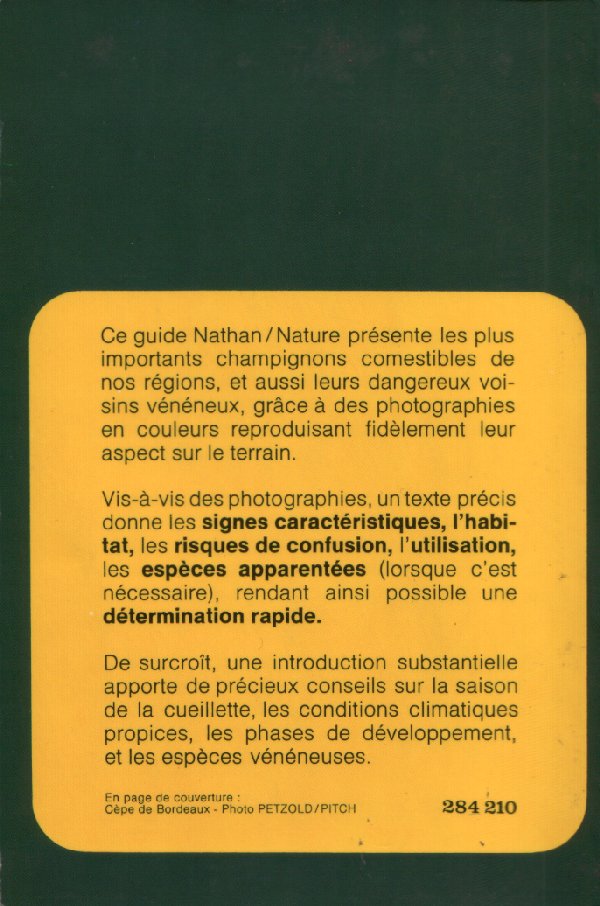 Ce guide Nathan/Nature présente les plus
importants champignons comestibles de
nos régions, et aussi leurs dangereux voi-
sins vénéneux, grâce à des photographies
en couleurs reproduisant fidèlement leur
aspect sur le terrain.
Vis-à-vis des photographies, un texte précis
donne les signes caractéristiques, l'habi-
tat, les risques de confusion, l'utilisation,
les espèces apparentées (lorsque c'est
nécessaire), rendant ainsi possible une
détermination rapide.
De surcroît, une introduction substantielle
apporte de précieux conseils sur la saison
de la cueillette, les conditions climatiques
propices, les phases de développement,
et les espèces vénéneuses.
En page de couverture :
Cèpe de Bordeaux - Photo PETZOLD/PITCH
284 210